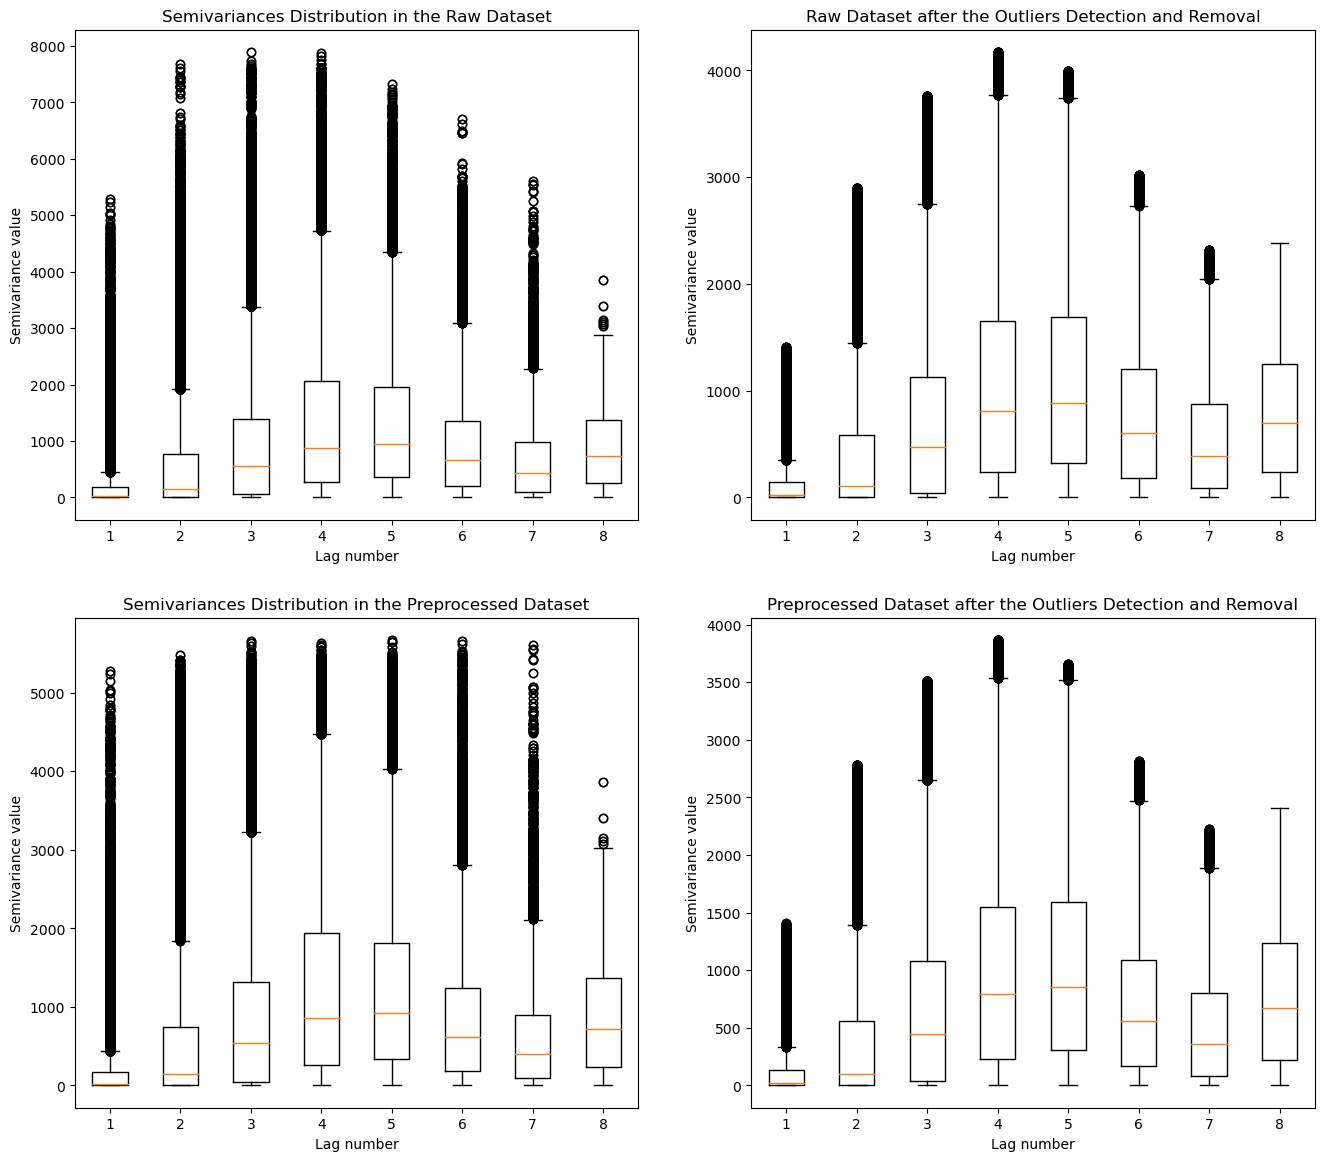 Semivariances Distribution in the Raw Dataset
8000
7000
6000
5000
4000
3000
2000
1000
0
Semivariance value
1 2 3 4 5 6 7 8
Lag number
Raw Dataset after the Outliers Detection and Removal
4000
3000
2000
1000
0
Semivariance value
1 2 3 4 5 6 7 8
Lag number
Semivariances Distribution in the Preprocessed Dataset
5000
4000
3000
2000
1000
0
Semivariance value
1 2 3 4 5 6 7 8
Lag number
Preprocessed Dataset after the Outliers Detection and Removal
4000
3500
3000
2500
2000
1500
1000
500
0
Semivariance value
1 2 3 4 5 6 7 8
Lag number